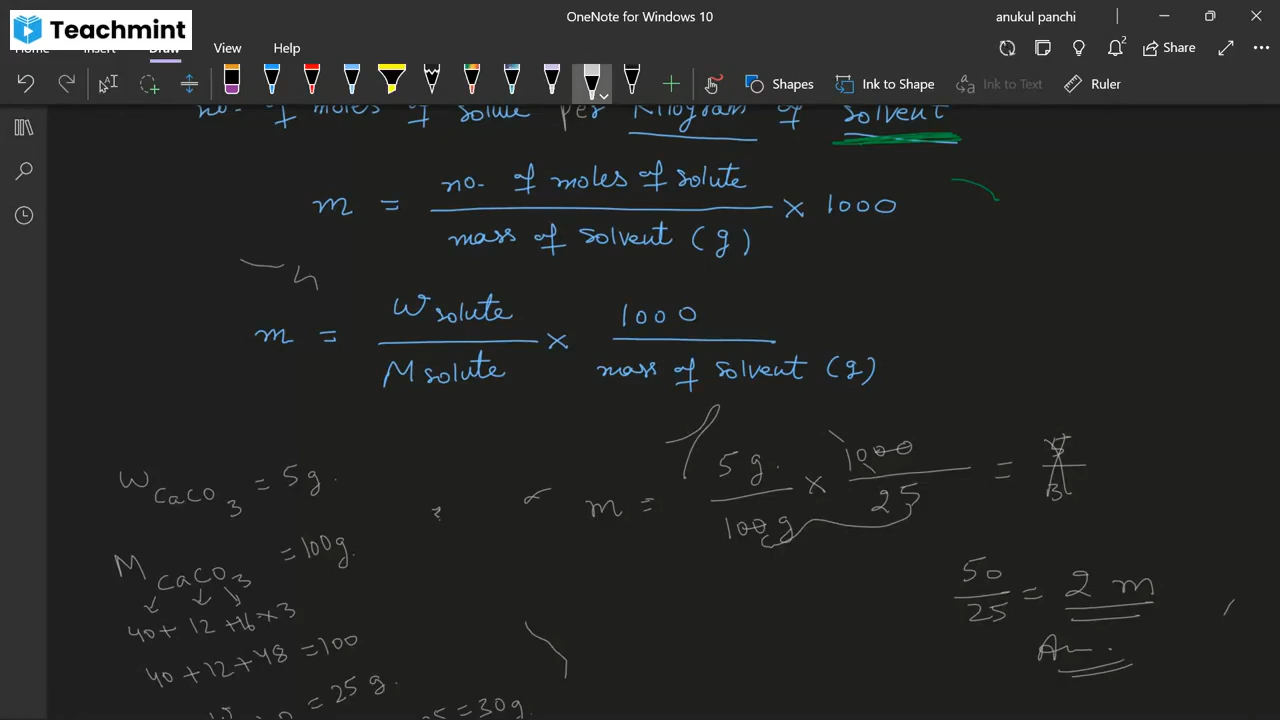 OneNote for Windows 10
anukul panchi
Teachmint
Home Insert Draw View Help
Share
Shapes Ink to Shape Ink to Text Ruler
no. of moles of solute per Kilogram of solvent
m = no. of moles of solute / mass of solvent (g) × 1000
m = W solute / M solute × 1000 / mass of solvent (g)
W CaCO3 = 5g.
m = 5g. / 100g × 1000 / 25 =
M CaCO3 = 100g.
40 + 12 + 16 × 3
50 / 25 = 2 m
40 + 12 + 48 = 100
Ans.
= 25 g.
= 30g.